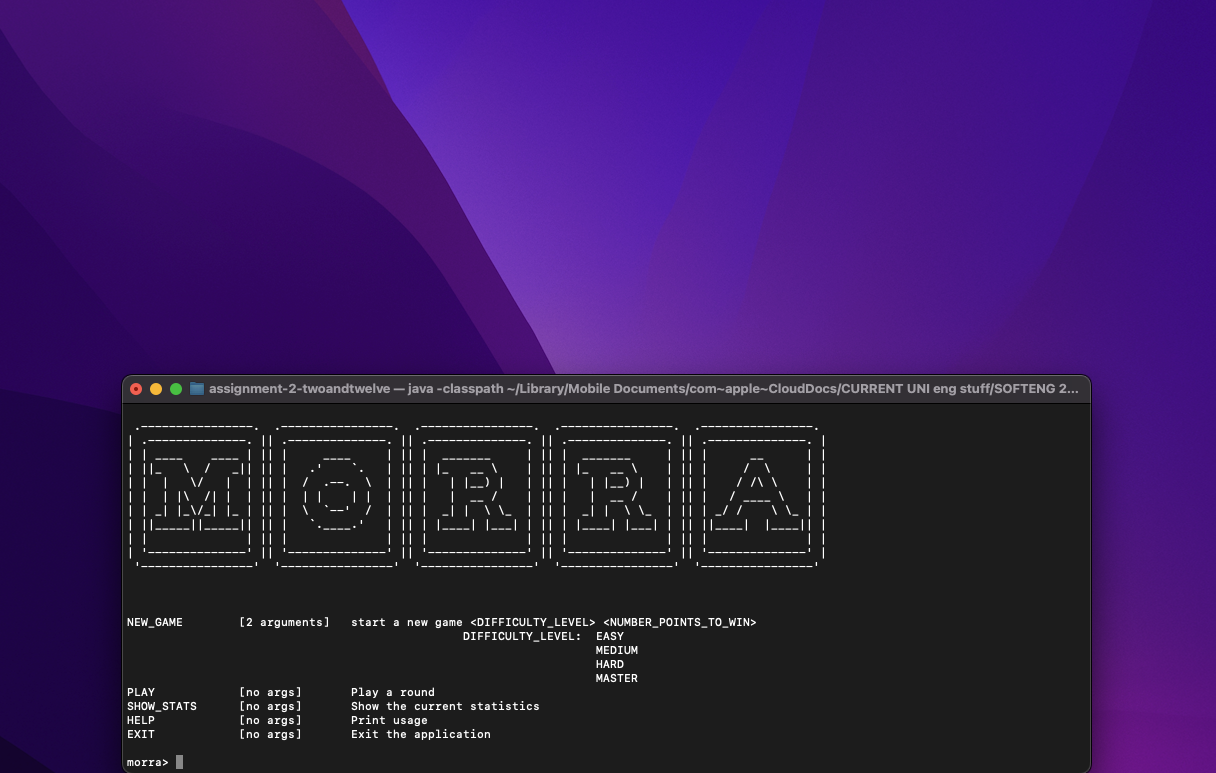 assignment-2-twoandtwelve — java -classpath ~/Library/Mobile Documents/com~apple~CloudDocs/CURRENT UNI eng stuff/SOFTENG 2...
MORRA
NEW_GAME [2 arguments] start a new game <DIFFICULTY_LEVEL> <NUMBER_POINTS_TO_WIN>
DIFFICULTY_LEVEL: EASY
MEDIUM
HARD
MASTER
PLAY [no args] Play a round
SHOW_STATS [no args] Show the current statistics
HELP [no args] Print usage
EXIT [no args] Exit the application
morra>